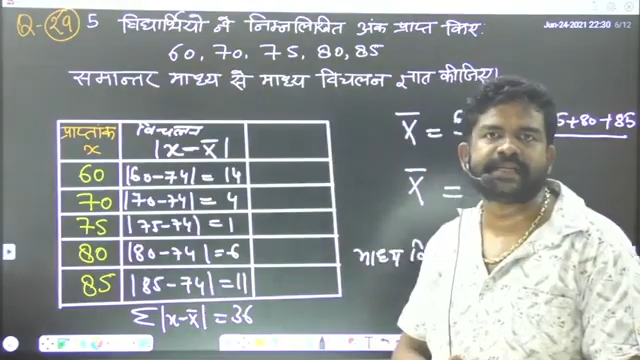 Q-29 5 विद्यार्थियों ने निम्नलिखित अंक प्राप्त किए:
Jun-24-2021 22:30 6/12
60, 70, 75, 80, 85
समान्तर माध्य से माध्य विचलन ज्ञात कीजिए।
प्राप्तांक x विचलन |x-x̄|
60 |60-74| = 14
70 |70-74| = 4
75 |75-74| = 1
80 |80-74| = 6
85 |85-74| = 11
Σ|x-x̄| = 36
X̄ = 5+80+85
X̄ =
माध्य वि